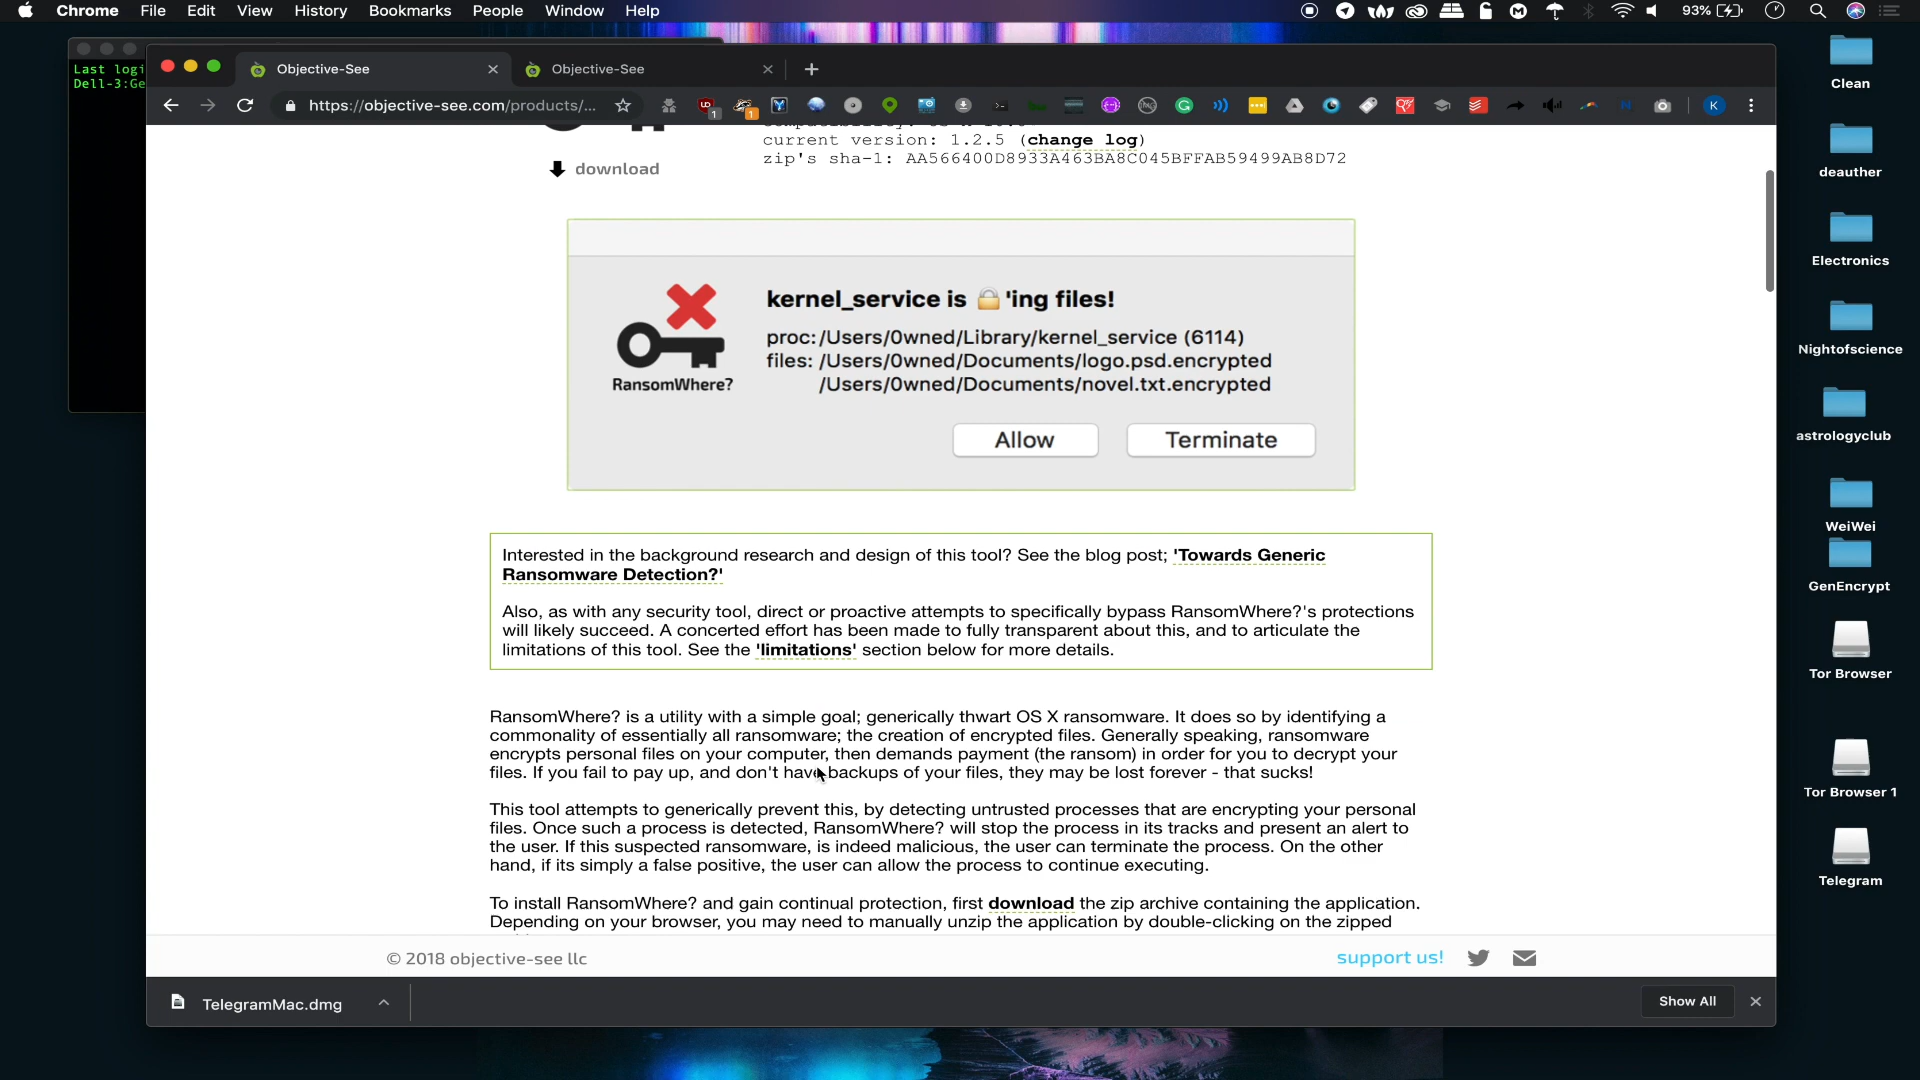 Chrome File Edit View History Bookmarks People Window Help 93%
Last logi
Dell-3:Ge
Objective-See
Objective-See
https://objective-see.com/products/...
current version: 1.2.5 (change log)
zip's sha-1: AA566400D8933A463BA8C045BFFAB59499AB8D72
download
kernel_service is 🔒'ing files!
proc:/Users/0wned/Library/kernel_service (6114)
files: /Users/0wned/Documents/logo.psd.encrypted
/Users/0wned/Documents/novel.txt.encrypted
RansomWhere?
Allow
Terminate
Interested in the background research and design of this tool? See the blog post; 'Towards Generic
Ransomware Detection?'
Also, as with any security tool, direct or proactive attempts to specifically bypass RansomWhere?'s protections
will likely succeed. A concerted effort has been made to fully transparent about this, and to articulate the
limitations of this tool. See the 'limitations' section below for more details.
RansomWhere? is a utility with a simple goal; generically thwart OS X ransomware. It does so by identifying a
commonality of essentially all ransomware; the creation of encrypted files. Generally speaking, ransomware
encrypts personal files on your computer, then demands payment (the ransom) in order for you to decrypt your
files. If you fail to pay up, and don't have backups of your files, they may be lost forever - that sucks!
This tool attempts to generically prevent this, by detecting untrusted processes that are encrypting your personal
files. Once such a process is detected, RansomWhere? will stop the process in its tracks and present an alert to
the user. If this suspected ransomware, is indeed malicious, the user can terminate the process. On the other
hand, if its simply a false positive, the user can allow the process to continue executing.
To install RansomWhere? and gain continual protection, first download the zip archive containing the application.
Depending on your browser, you may need to manually unzip the application by double-clicking on the zipped
© 2018 objective-see llc
support us!
TelegramMac.dmg
Show All
Clean
deauther
Electronics
Nightofscience
astrologyclub
WeiWei
GenEncrypt
Tor Browser
Tor Browser 1
Telegram